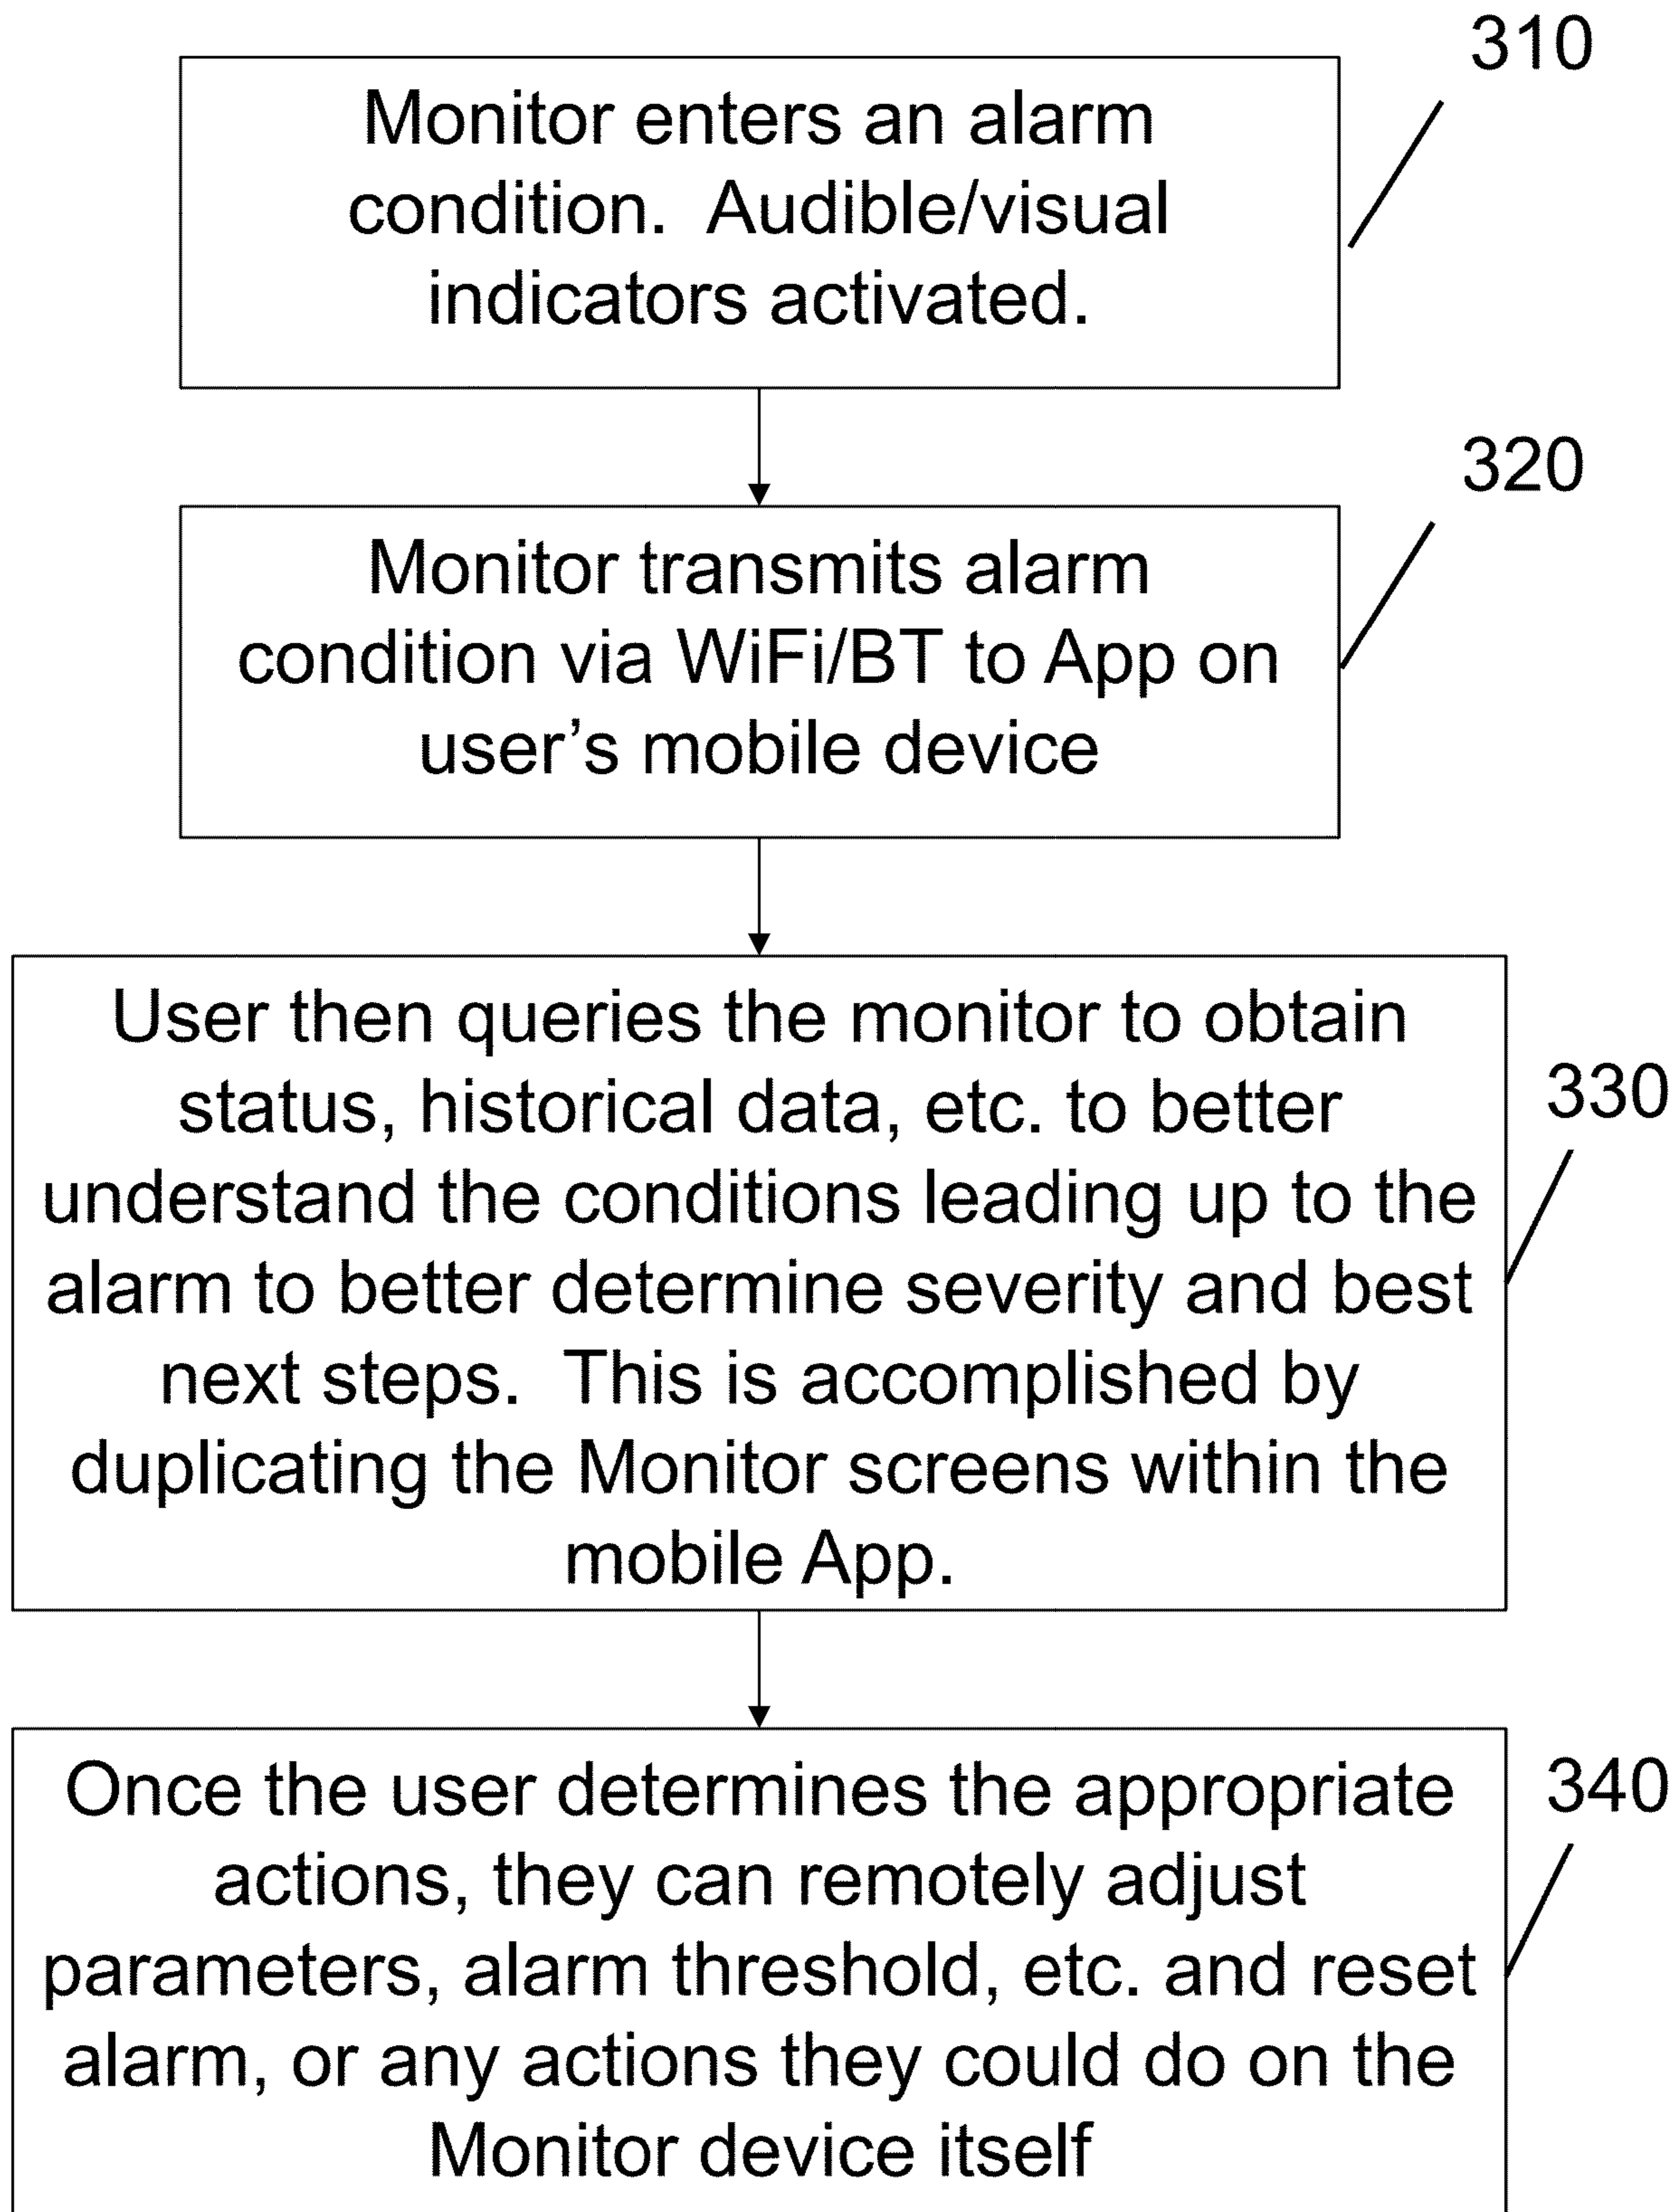 310
Monitor enters an alarm
condition.  Audible/visual
indicators activated.
320
Monitor transmits alarm
condition via WiFi/BT to App on
user’s mobile device
User then queries the monitor to obtain
status, historical data, etc. to better
330
understand the conditions leading up to the
alarm to better determine severity and best
next steps.  This is accomplished by
duplicating the Monitor screens within the
mobile App.
Once the user determines the appropriate
340
actions, they can remotely adjust
parameters, alarm threshold, etc. and reset
alarm, or any actions they could do on the
Monitor device itself